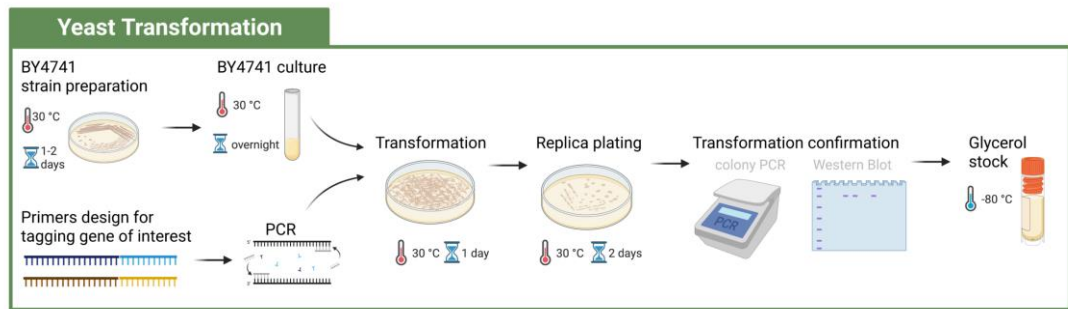 Yeast Transformation
BY4741
strain preparation
30 °C
1-2
days
BY4741 culture
30 °C
overnight
Primers design for
tagging gene of interest
PCR
5'
3'
Transformation
30 °C
1 day
Replica plating
30 °C
2 days
Transformation confirmation
colony PCR
Western Blot
PCR
Glycerol
stock
-80 °C